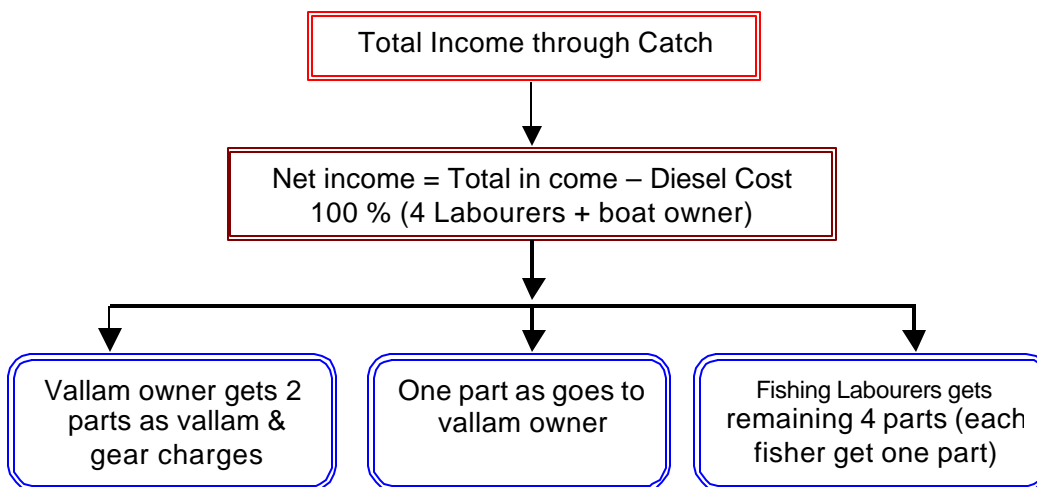 Total Income through Catch
Net income = Total in come – Diesel Cost
100 % (4 Labourers + boat owner)
Vallam owner gets 2
parts as vallam &
gear charges
One part as goes to
vallam owner
Fishing Labourers gets
remaining 4 parts (each
fisher get one part)